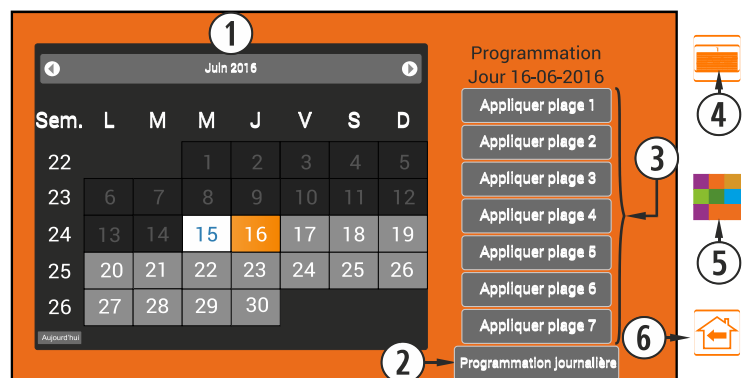 1
Juin 2016
Sem. L M M J V S D
22 1 2 3 4 5
23 6 7 8 9 10 11 12
24 13 14 15 16 17 18 19
25 20 21 22 23 24 25 26
26 27 28 29 30
Aujourd'hui
Programmation
Jour 16-06-2016
Appliquer plage 1
Appliquer plage 2
Appliquer plage 3
Appliquer plage 4
Appliquer plage 5
Appliquer plage 6
Appliquer plage 7
2
Programmation journalière
3
4
5
6